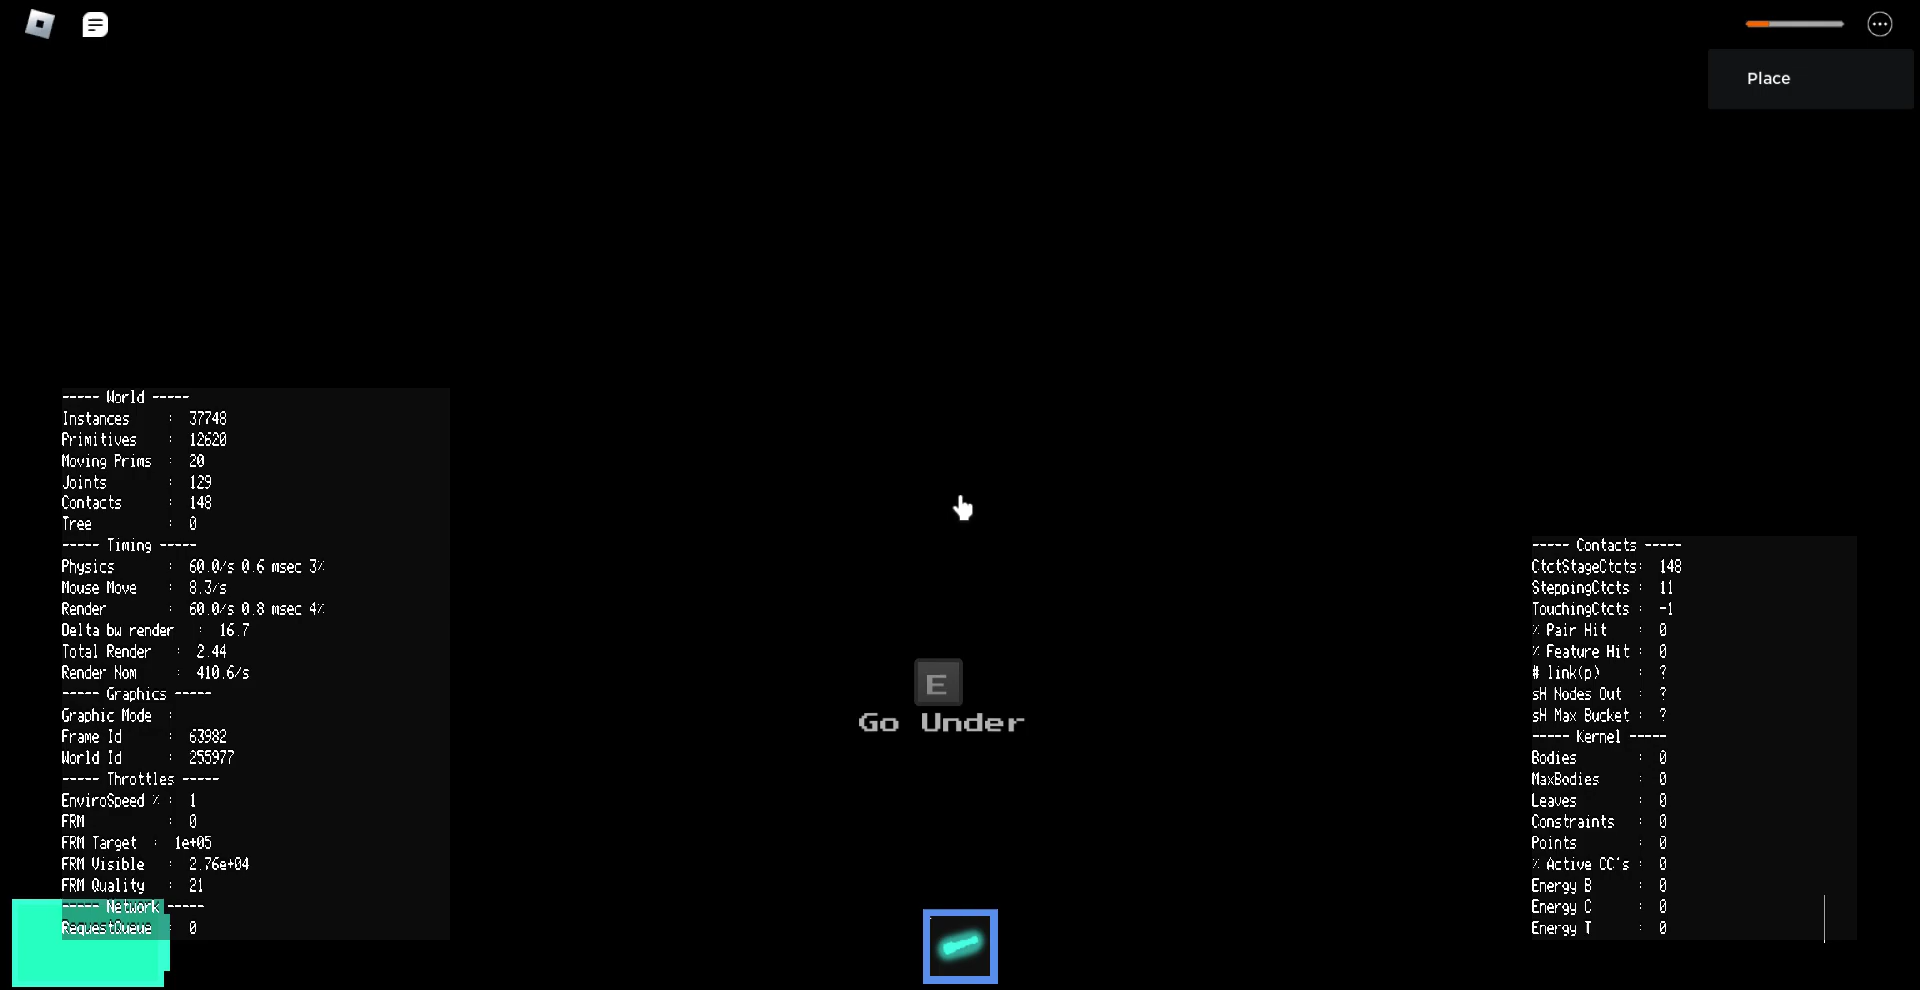 Place
----- World -----
Instances : 37748
Primitives : 12620
Moving Prims : 20
Joints : 129
Contacts : 148
Tree : 0
----- Timing -----
Physics : 60.0/s 0.6 msec 3%
Mouse Move : 8.3/s
Render : 60.0/s 0.8 msec 4%
Delta bw render : 16.7
Total Render : 2.44
Render Nom : 410.6/s
----- Graphics -----
Graphic Mode :
Frame Id : 63982
World Id : 255977
----- Throttles -----
EnviroSpeed % : 1
FRM : 0
FRM Target : 1e+05
FRM Visible : 2.76e+04
FRM Quality : 21
----- Network -----
RequestQueue : 0
E
Go Under
----- Contacts -----
CtctStageCtcts: 148
SteppingCtcts : 11
TouchingCtcts : -1
% Pair Hit : 0
% Feature Hit : 0
# link(p) : ?
sH Nodes Out : ?
sH Max Bucket : ?
----- Kernel -----
Bodies : 0
MaxBodies : 0
Leaves : 0
Constraints : 0
Points : 0
% Active CC's : 0
Energy B : 0
Energy C : 0
Energy T : 0